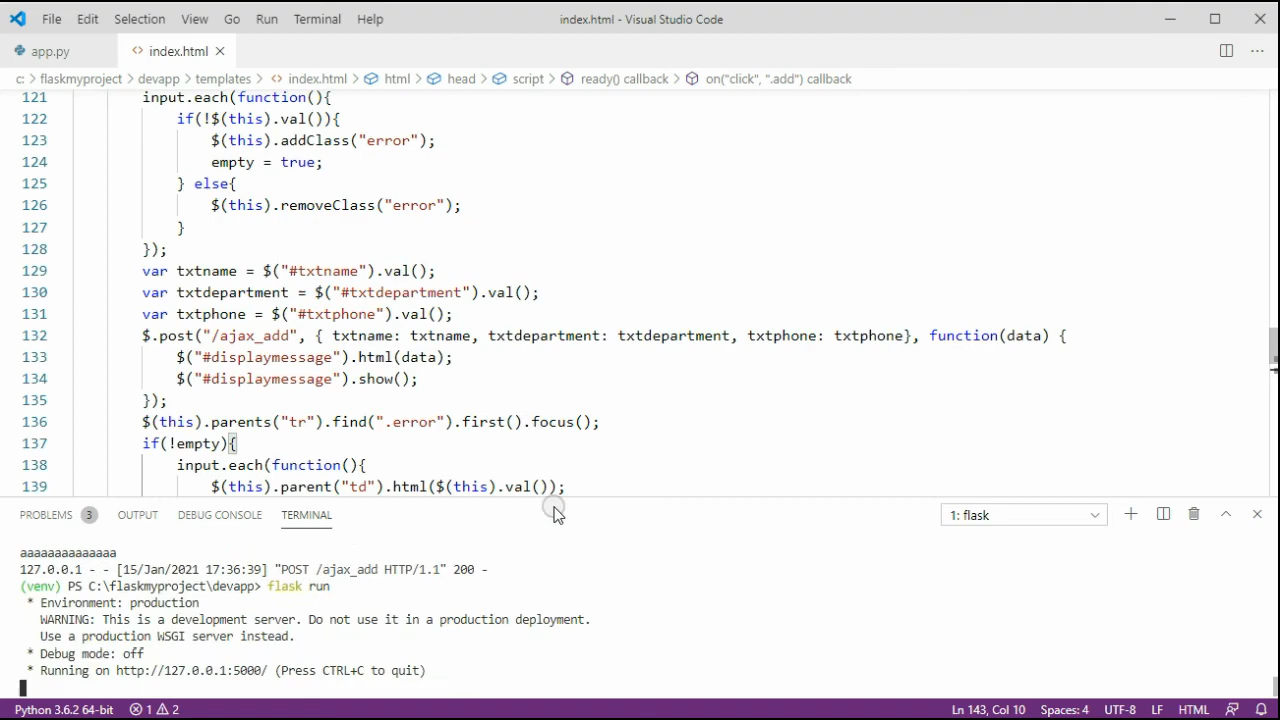 File Edit Selection View Go Run Terminal Help index.html - Visual Studio Code
app.py index.html
c: > flaskmyproject > devapp > templates > index.html > html > head > script > ready() callback > on("click", ".add") callback
121 input.each(function(){
122 if(!$(this).val()){
123 $(this).addClass("error");
124 empty = true;
125 } else{
126 $(this).removeClass("error");
127 }
128 });
129 var txtname = $("#txtname").val();
130 var txtdepartment = $("#txtdepartment").val();
131 var txtphone = $("#txtphone").val();
132 $.post("/ajax_add", { txtname: txtname, txtdepartment: txtdepartment, txtphone: txtphone}, function(data) {
133 $("#displaymessage").html(data);
134 $("#displaymessage").show();
135 });
136 $(this).parents("tr").find(".error").first().focus();
137 if(!empty){
138 input.each(function(){
139 $(this).parent("td").html($(this).val());
PROBLEMS 3 OUTPUT DEBUG CONSOLE TERMINAL 1: flask
aaaaaaaaaaaaaa
127.0.0.1 - - [15/Jan/2021 17:36:39] "POST /ajax_add HTTP/1.1" 200 -
(venv) PS C:\flaskmyproject\devapp> flask run
* Environment: production
WARNING: This is a development server. Do not use it in a production deployment.
Use a production WSGI server instead.
* Debug mode: off
* Running on http://127.0.0.1:5000/ (Press CTRL+C to quit)
Python 3.6.2 64-bit 1 2 Ln 143, Col 10 Spaces: 4 UTF-8 LF HTML